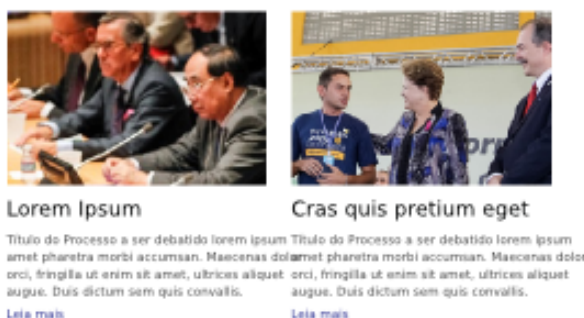 Lorem Ipsum
Título do Processo a ser debatido lorem ipsum
amet pharetra morbi accumsan. Maecenas dolor
orci, fringilla ut enim sit amet, ultrices aliquet
augue. Duis dictum sem quis convallis.
Leia mais
Cras quis pretium eget
Título do Processo a ser debatido lorem ipsum
amet pharetra morbi accumsan. Maecenas dolor
orci, fringilla ut enim sit amet, ultrices aliquet
augue. Duis dictum sem quis convallis.
Leia mais